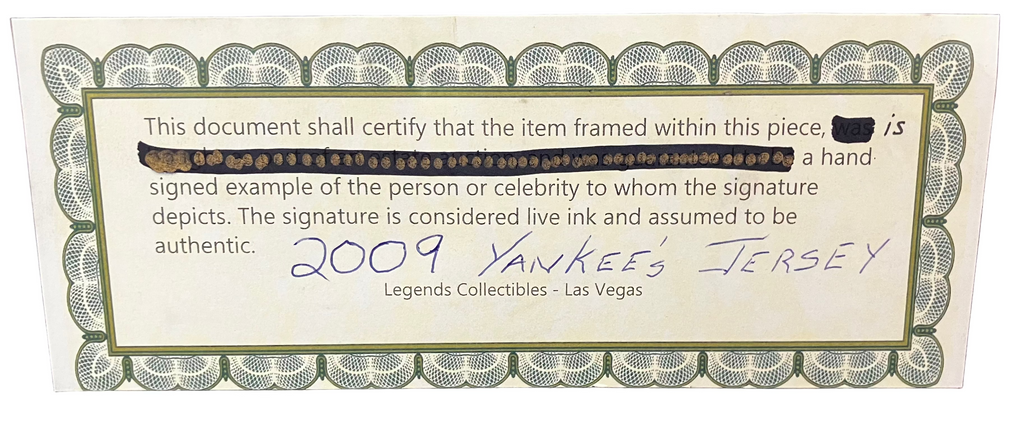 This document shall certify that the item framed within this piece, was is
a hand
signed example of the person or celebrity to whom the signature
depicts. The signature is considered live ink and assumed to be
authentic. 2009 YANKEE'S JERSEY
Legends Collectibles - Las Vegas